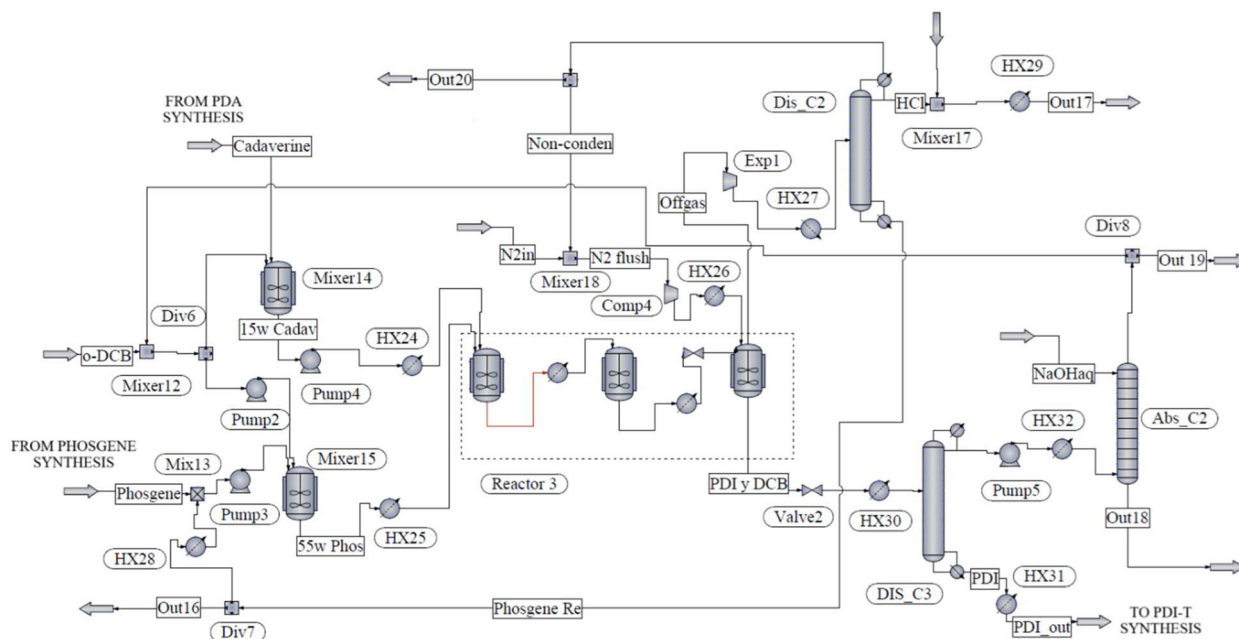 HX29
Out20
Dis_C2
HCl
Out17
FROM PDA
SYNTHESIS
Mixer17
Cadaverine
Non-conden
Exp1
Offgas
HX27
Div8
N2in
N2 flush
HX26
Out 19
Mixer18
Mixer14
Comp4
Div6
15w Cadav
HX24
o-DCB
NaOHaq
Mixer12
Pump4
Pump2
HX32
Abs_C2
FROM PHOSGENE
SYNTHESIS
Mix13
Mixer15
Phosgene
Reactor 3
PDI y DCB
Pump5
Pump3
Valve2
HX30
Out18
55w Phos
HX25
HX28
PDI
HX31
DIS_C3
Out16
Phosgene Re
PDI_out
TO PDI-T
SYNTHESIS
Div7